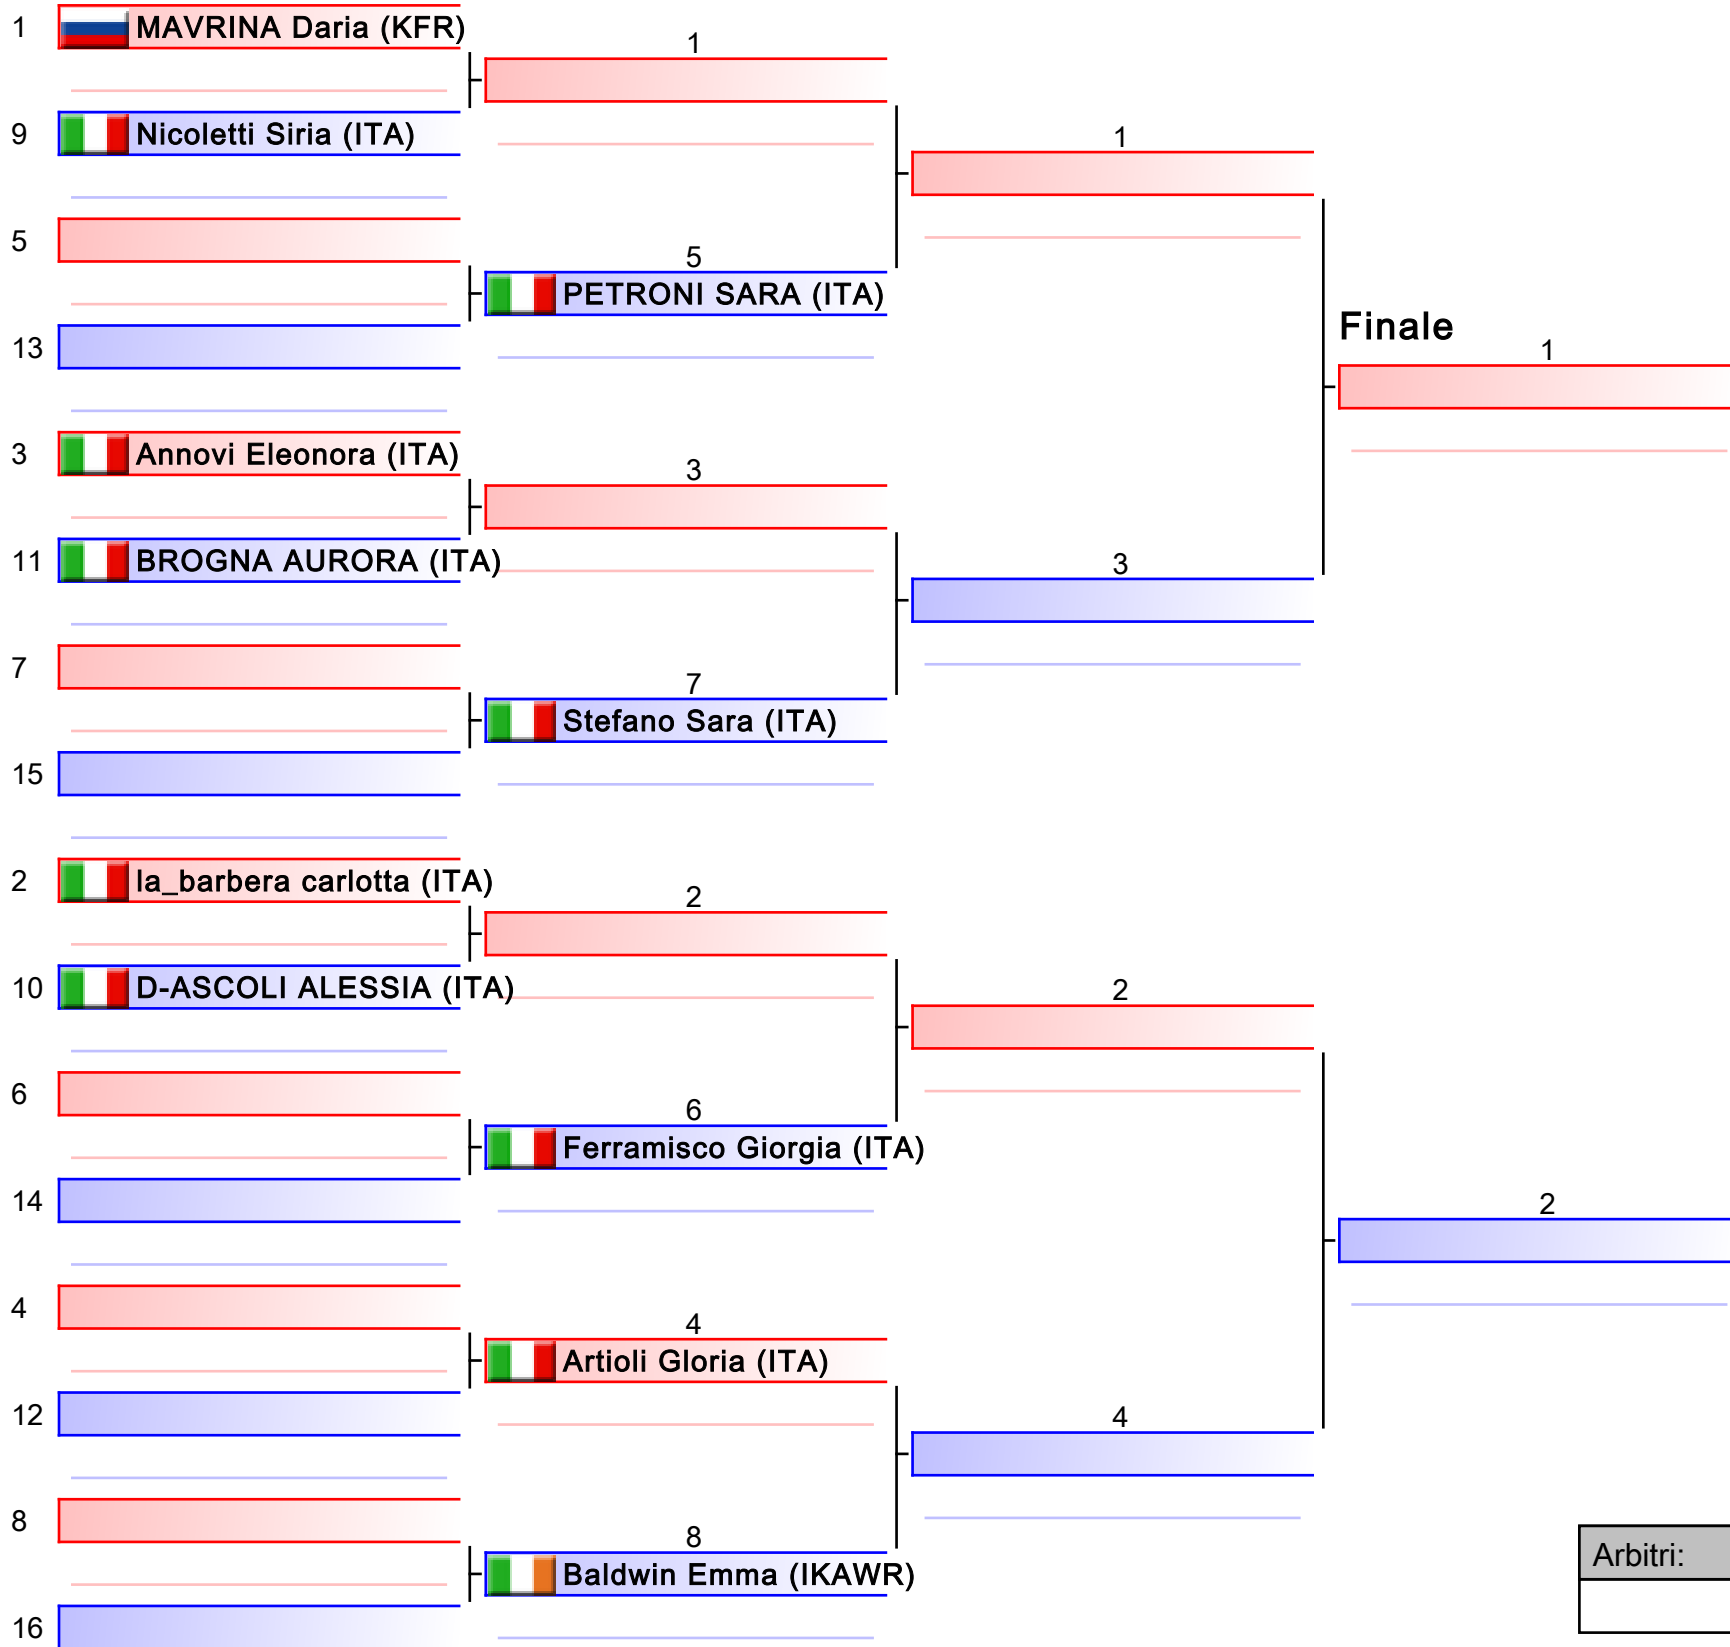 1 MAVRINA Daria (KFR)
1
9 Nicoletti Siria (ITA)
1
5
5
PETRONI SARA (ITA)
13
Finale
1
3 Annovi Eleonora (ITA)
3
11 BROGNA AURORA (ITA)
3
7
7
Stefano Sara (ITA)
15
2 la_barbera carlotta (ITA)
2
10 D-ASCOLI ALESSIA (ITA)
2
6
6
Ferramisco Giorgia (ITA)
14
2
4
4
Artioli Gloria (ITA)
12
4
8
8
Baldwin Emma (IKAWR)
Arbitri:
16